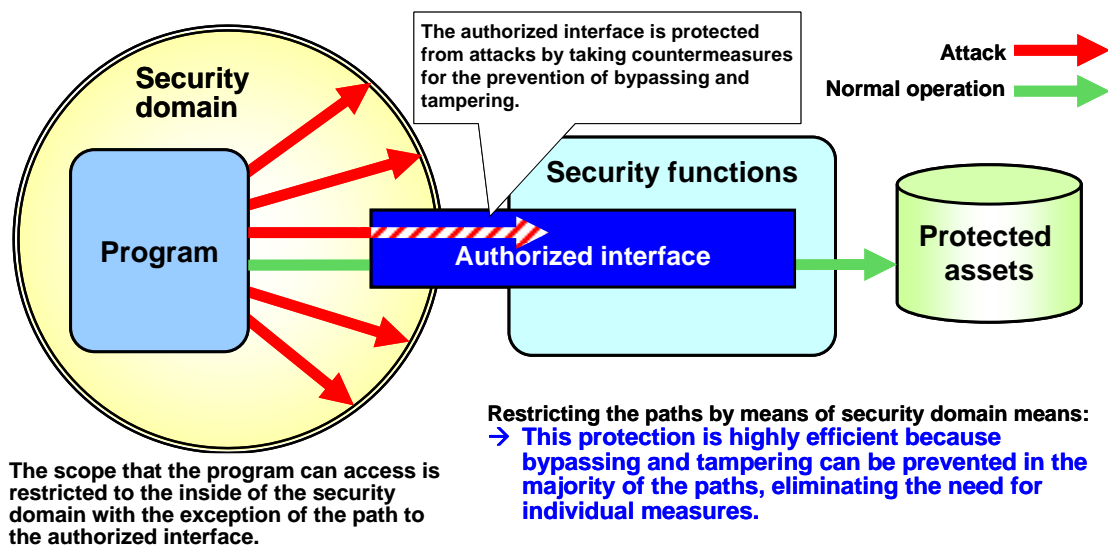 The authorized interface is protected
from attacks by taking countermeasures
for the prevention of bypassing and
tampering.
Attack
Normal operation
Security
domain
Program
Security functions
Authorized interface
Protected
assets
The scope that the program can access is
restricted to the inside of the security
domain with the exception of the path to
the authorized interface.
Restricting the paths by means of security domain means:
→ This protection is highly efficient because
bypassing and tampering can be prevented in the
majority of the paths, eliminating the need for
individual measures.